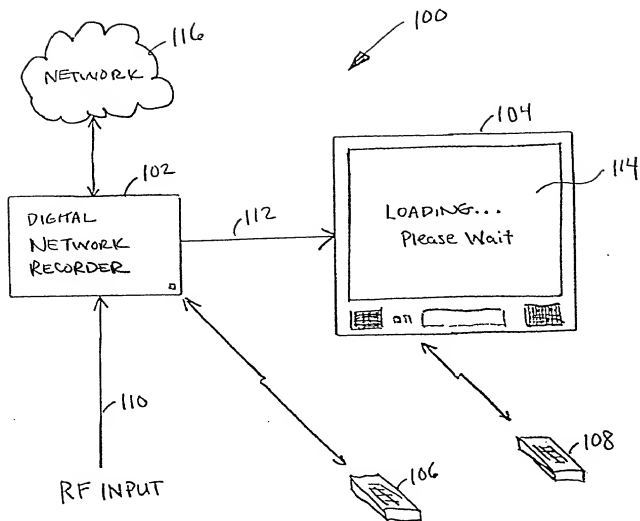 116
100
NETWORK
104
102
114
DIGITAL
NETWORK
RECORDER
112
LOADING...
Please Wait
110
106
108
RF INPUT